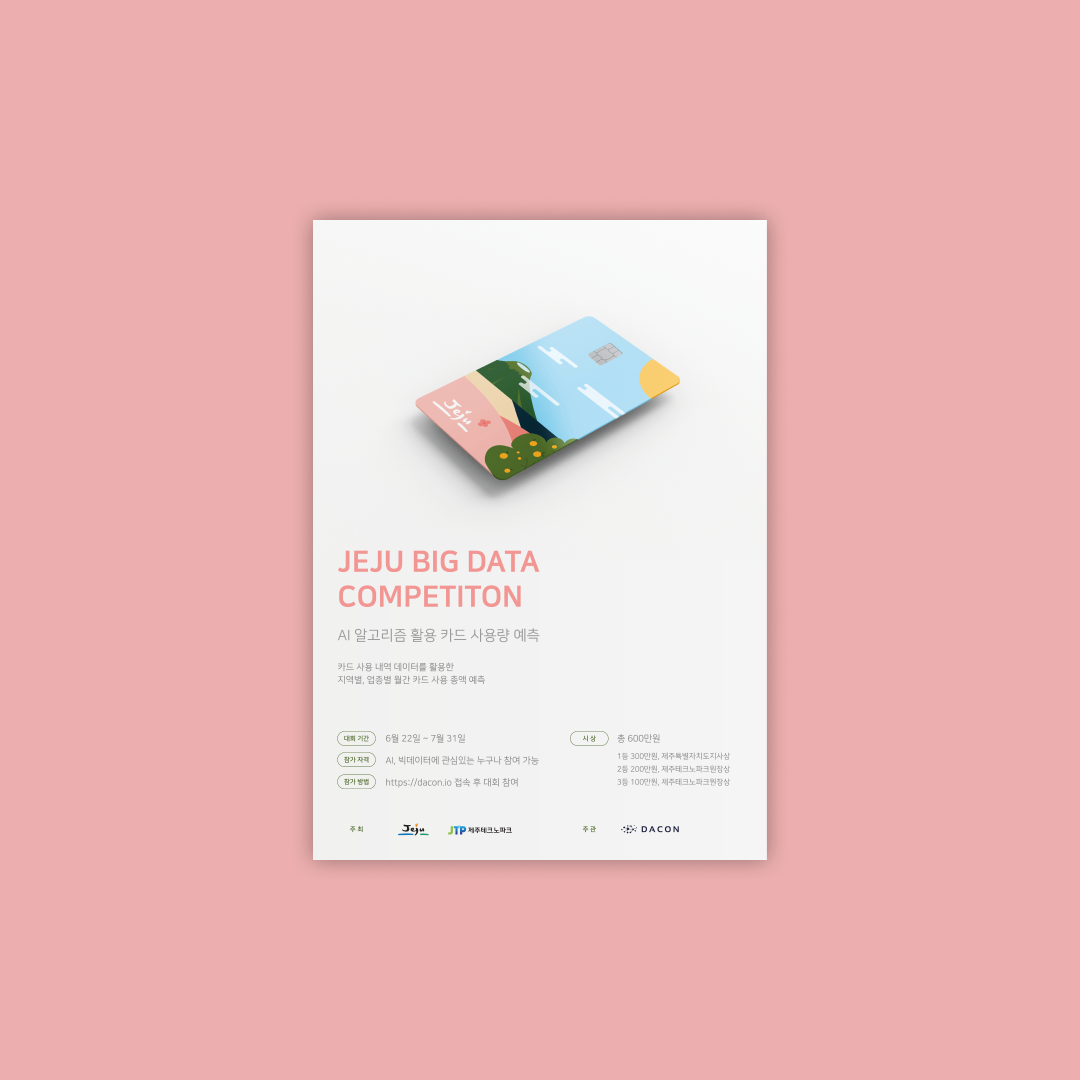 Jeju
JEJU BIG DATA
COMPETITON
AI 알고리즘 활용 카드 사용량 예측
카드 사용 내역 데이터를 활용한
지역별, 업종별 월간 카드 사용 총액 예측
대회 기간 6월 22일 ~ 7월 31일
참가 자격 AI, 빅데이터에 관심있는 누구나 참여 가능
참가 방법 https://dacon.io 접속 후 대회 참여
시 상 총 600만원
1등 300만원, 제주특별자치도지사상
2등 200만원, 제주테크노파크원장상
3등 100만원, 제주테크노파크원장상
주 최 Jeju JTP 제주테크노파크 주 관 DACON